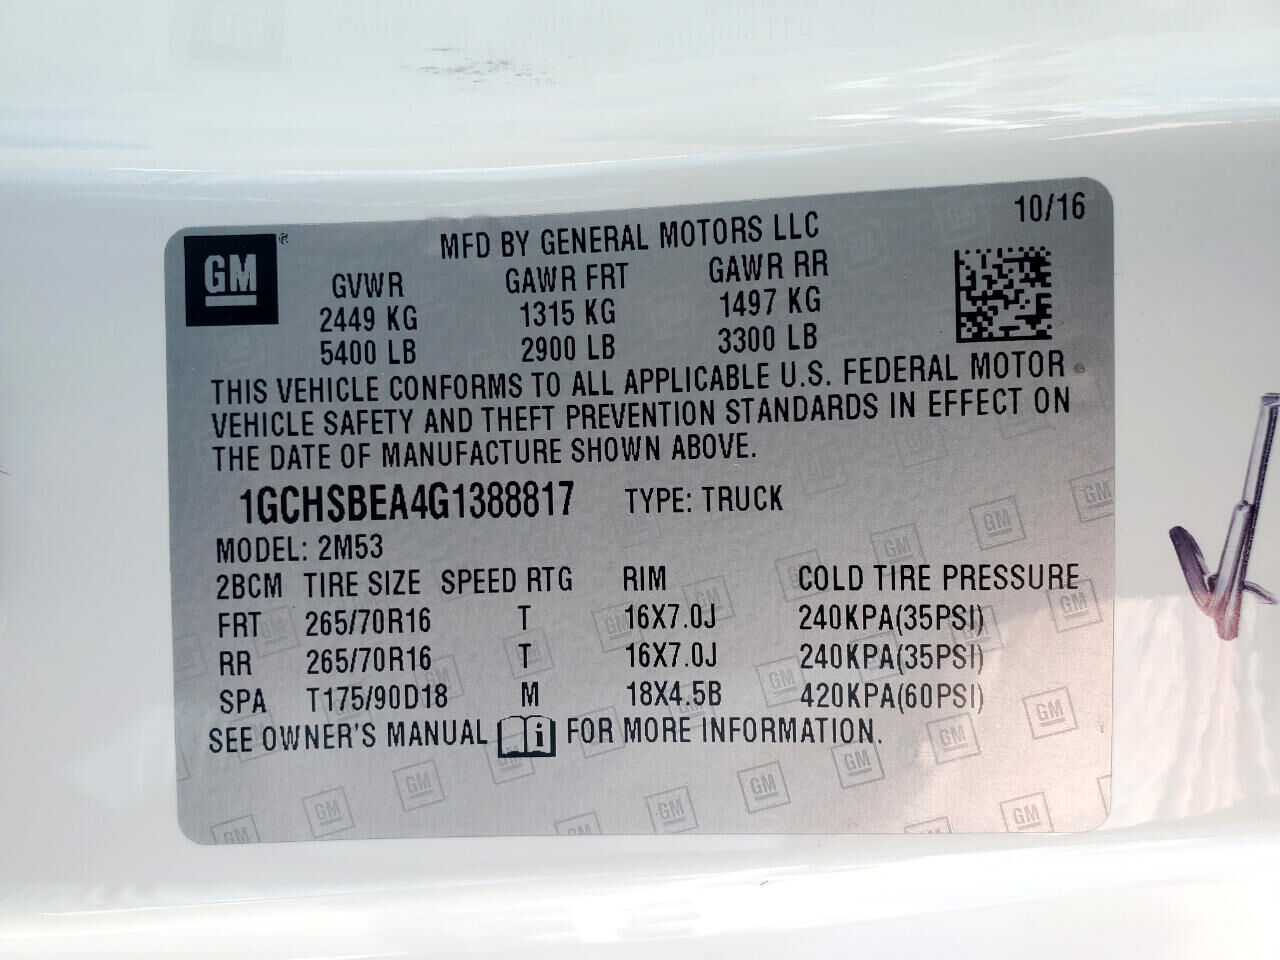 10/16
GM MFD BY GENERAL MOTORS LLC
GVWR GAWR FRT GAWR RR
2449 KG 1315 KG 1497 KG
5400 LB 2900 LB 3300 LB
THIS VEHICLE CONFORMS TO ALL APPLICABLE U.S. FEDERAL MOTOR
VEHICLE SAFETY AND THEFT PREVENTION STANDARDS IN EFFECT ON
THE DATE OF MANUFACTURE SHOWN ABOVE.
1GCHSBEA4G1388817 TYPE: TRUCK
MODEL: 2M53
2BCM TIRE SIZE SPEED RTG RIM COLD TIRE PRESSURE
FRT 265/70R16 T 16X7.0J 240KPA(35PSI)
RR 265/70R16 T 16X7.0J 240KPA(35PSI)
SPA T175/90D18 M 18X4.5B 420KPA(60PSI)
SEE OWNER'S MANUAL i FOR MORE INFORMATION.